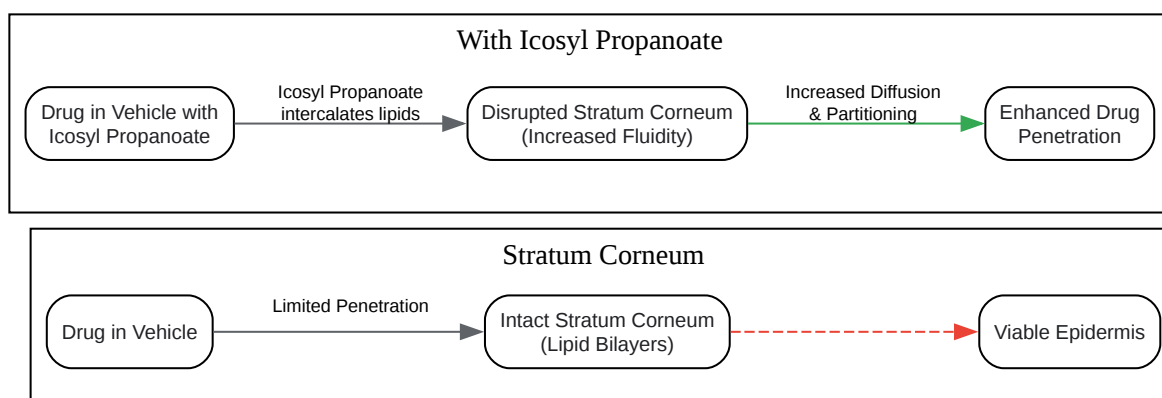 With Icosyl Propanoate
Drug in Vehicle with
Icosyl Propanoate
Icosyl Propanoate
intercalates lipids
Disrupted Stratum Corneum
(Increased Fluidity)
Increased Diffusion
& Partitioning
Enhanced Drug
Penetration
Stratum Corneum
Drug in Vehicle
Limited Penetration
Intact Stratum Corneum
(Lipid Bilayers)
Viable Epidermis